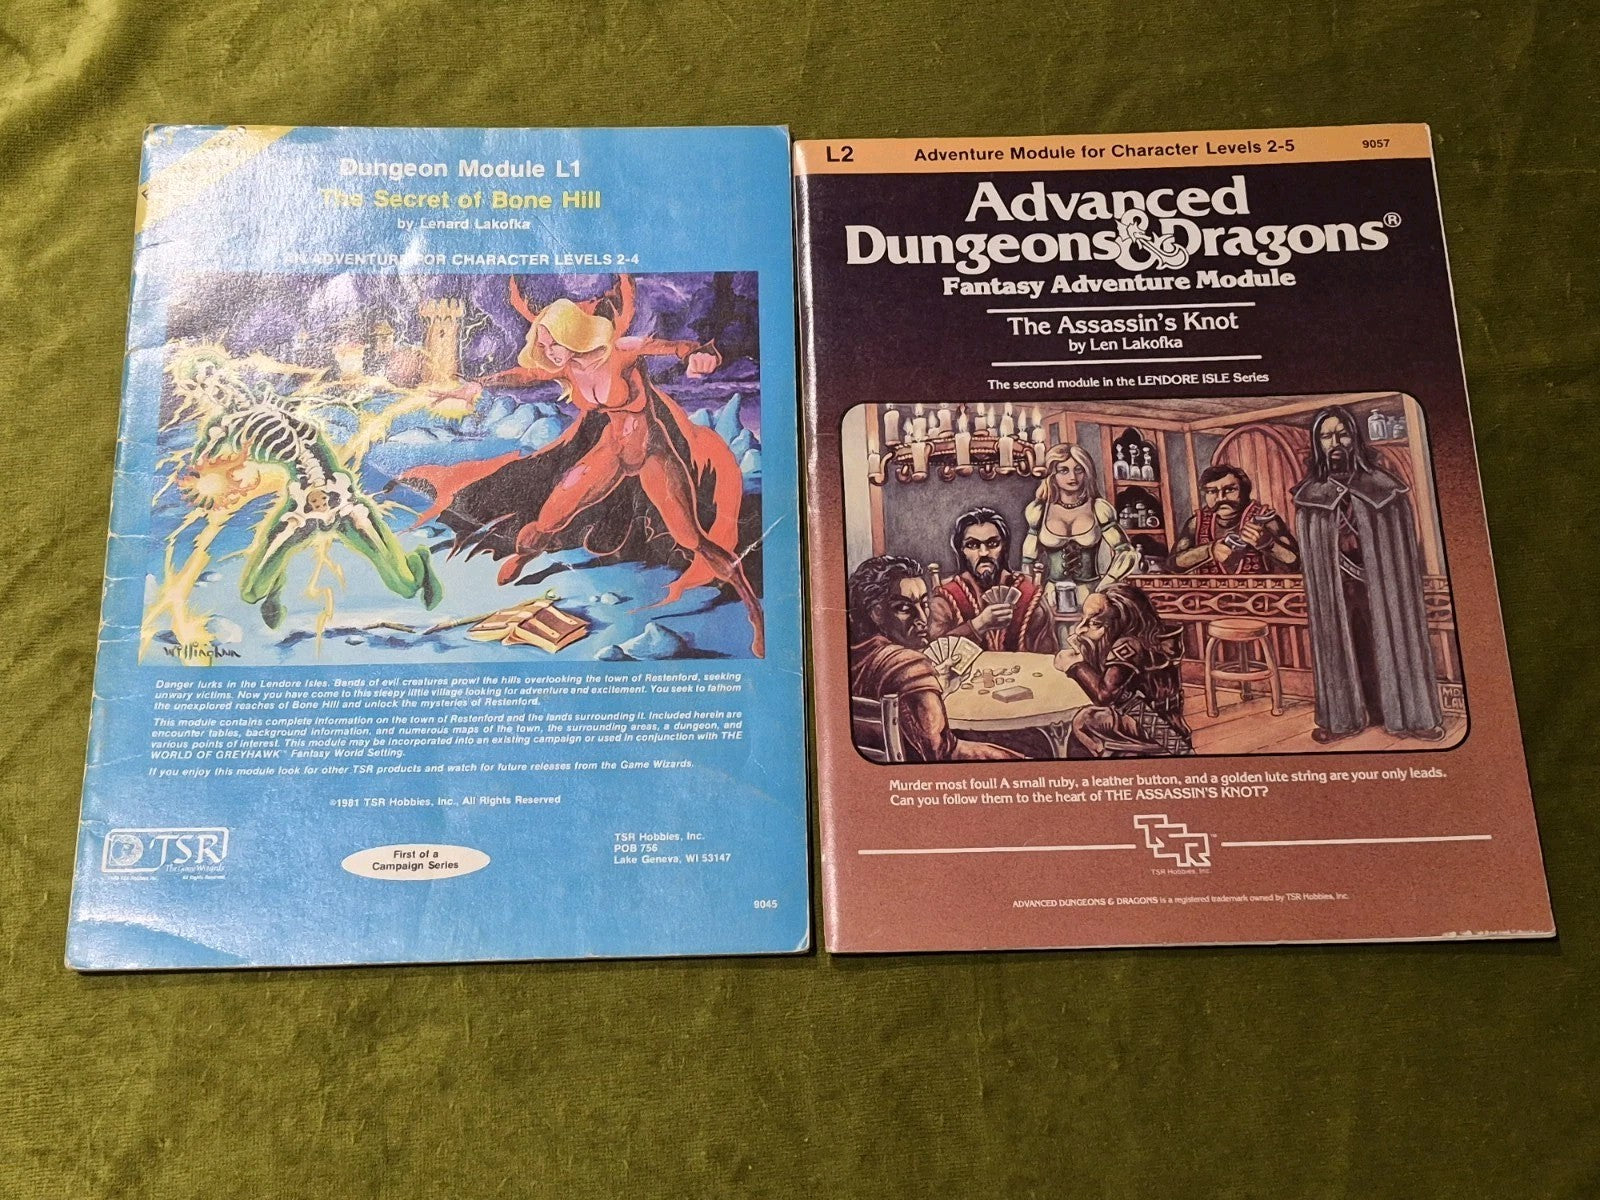 Dungeon Module L1
The Secret of Bone Hill
by Lenard Lakofka
AN ADVENTURE FOR CHARACTER LEVELS 2-4
Willingham
Danger lurks in the Lendore Isles. Bands of evil creatures prowl the hills overlooking the town of Restenford, seeking
unwary victims. Now you have come to this sleepy little village looking for adventure and excitement. You seek to fathom
the unexplored reaches of Bone Hill and unlock the mysteries of Restenford.
This module contains complete information on the town of Restenford and the lands surrounding it. Included herein are
encounter tables, background information, and numerous maps of the town, the surrounding areas, a dungeon, and
various points of interest. This module may be incorporated into an existing campaign or used in conjunction with THE
WORLD OF GREYHAWK™ Fantasy World Setting.
If you enjoy this module look for other TSR products and watch for future releases from the Game Wizards.
©1981 TSR Hobbies, Inc., All Rights Reserved
TSR
The Game Wizards
All Rights Reserved
First of a
Campaign Series
TSR Hobbies, Inc.
POB 756
Lake Geneva, WI 53147
9045
L2
Adventure Module for Character Levels 2-5
9057
Advanced
Dungeons & Dragons®
Fantasy Adventure Module
The Assassin's Knot
by Len Lakofka
The second module in the LENDORE ISLE Series
Murder most foul! A small ruby, a leather button, and a golden lute string are your only leads.
Can you follow them to the heart of THE ASSASSIN'S KNOT?
TSR™
TSR Hobbies, Inc.
ADVANCED DUNGEONS & DRAGONS is a registered trademark owned by TSR Hobbies, Inc.